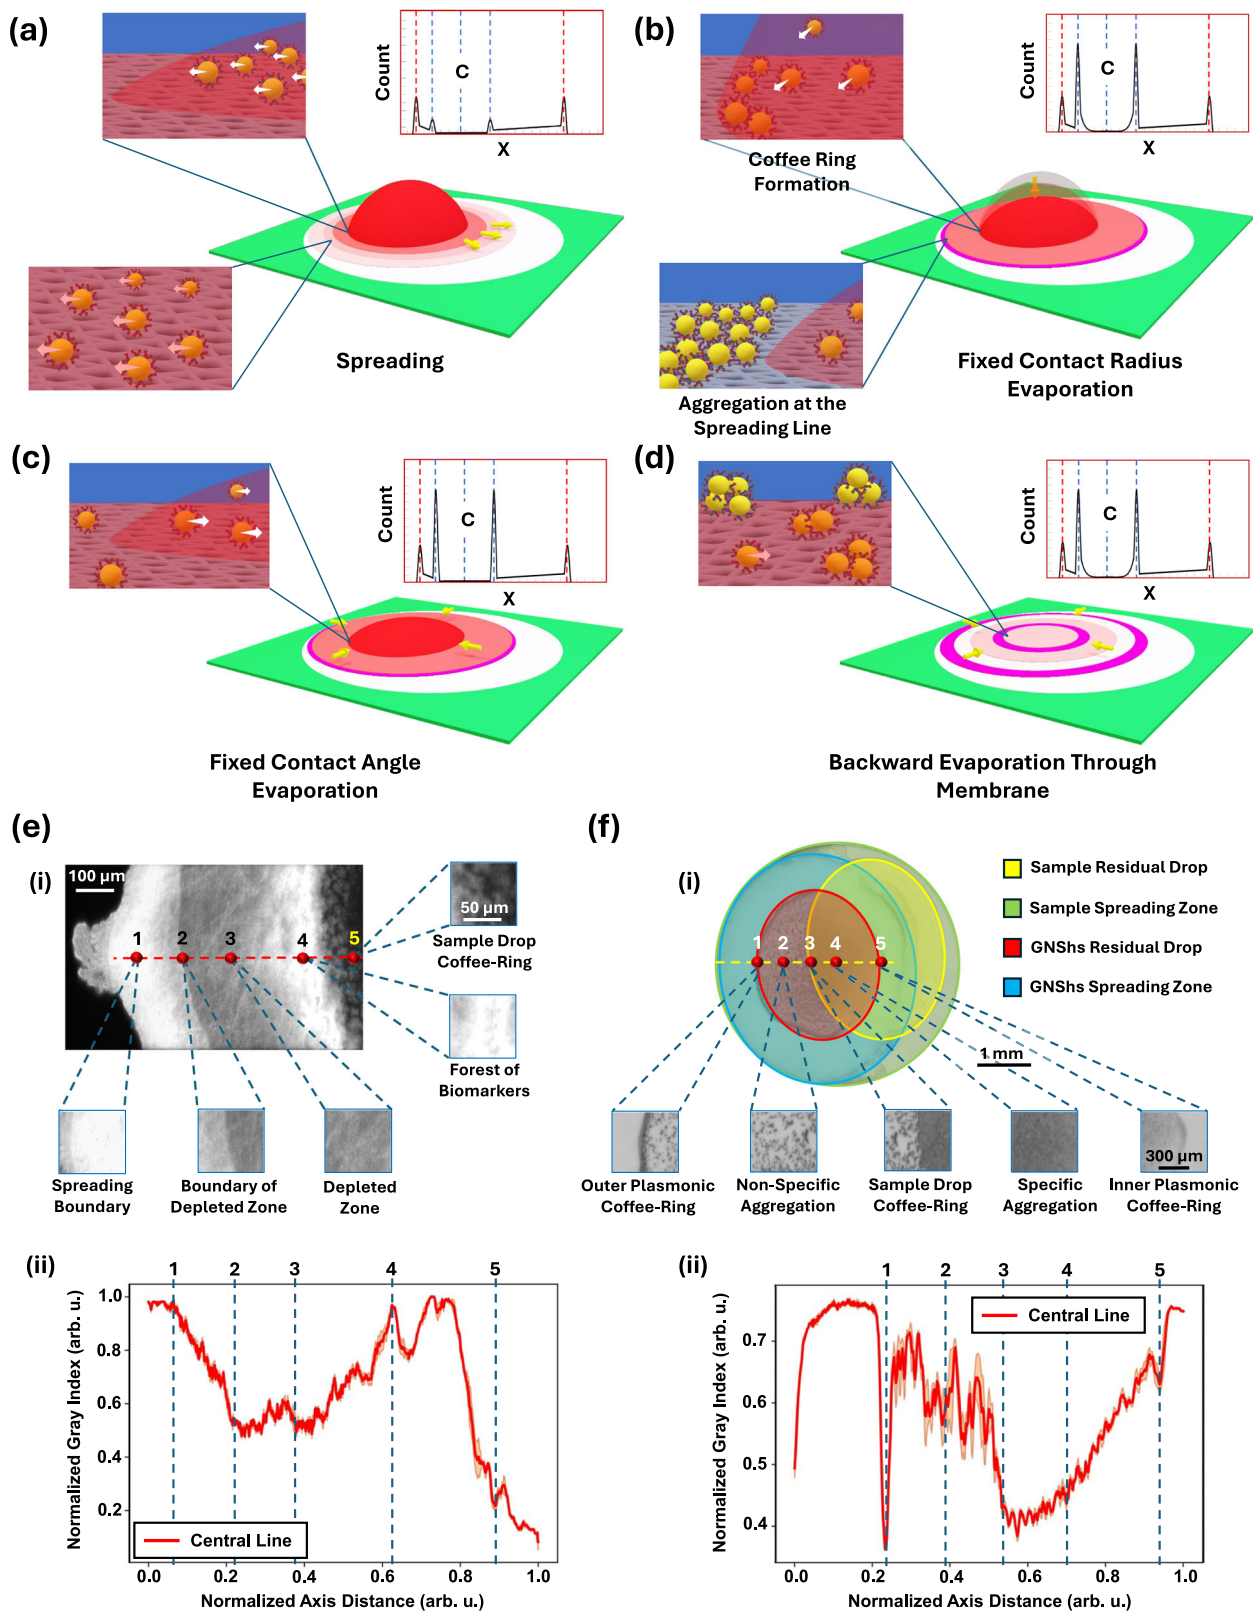 (a)
Count
C
X
Spreading
(b)
Count
C
X
Coffee Ring
Formation
Aggregation at the
Spreading Line
Fixed Contact Radius
Evaporation
(c)
Count
C
X
Fixed Contact Angle
Evaporation
(d)
Count
C
X
Backward Evaporation Through
Membrane
(e)
(i)
100 μm
1
2
3
4
5
50 μm
Sample Drop
Coffee-Ring
Forest of
Biomarkers
Spreading
Boundary
Boundary of
Depleted Zone
Depleted
Zone
(ii)
1
2
3
4
5
Normalized Gray Index (arb. u.)
1.0
0.8
0.6
0.4
0.2
Central Line
0.0
0.2
0.4
0.6
0.8
1.0
Normalized Axis Distance (arb. u.)
(f)
(i)
1
2
3
4
5
Sample Residual Drop
Sample Spreading Zone
GNShs Residual Drop
GNShs Spreading Zone
1 mm
300 μm
Outer Plasmonic
Coffee-Ring
Non-Specific
Aggregation
Sample Drop
Coffee-Ring
Specific
Aggregation
Inner Plasmonic
Coffee-Ring
(ii)
1
2
3
4
5
Central Line
Normalized Gray Index (arb. u.)
0.7
0.6
0.5
0.4
0.0
0.2
0.4
0.6
0.8
1.0
Normalized Axis Distance (arb. u.)